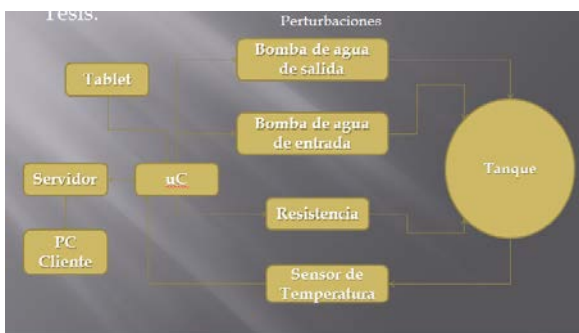 Tesis.
Perturbaciones
Bomba de agua
de salida
Tablet
Bomba de agua
de entrada
Tanque
Servidor
uC
Resistencia
PC
Cliente
Sensor de
Temperatura